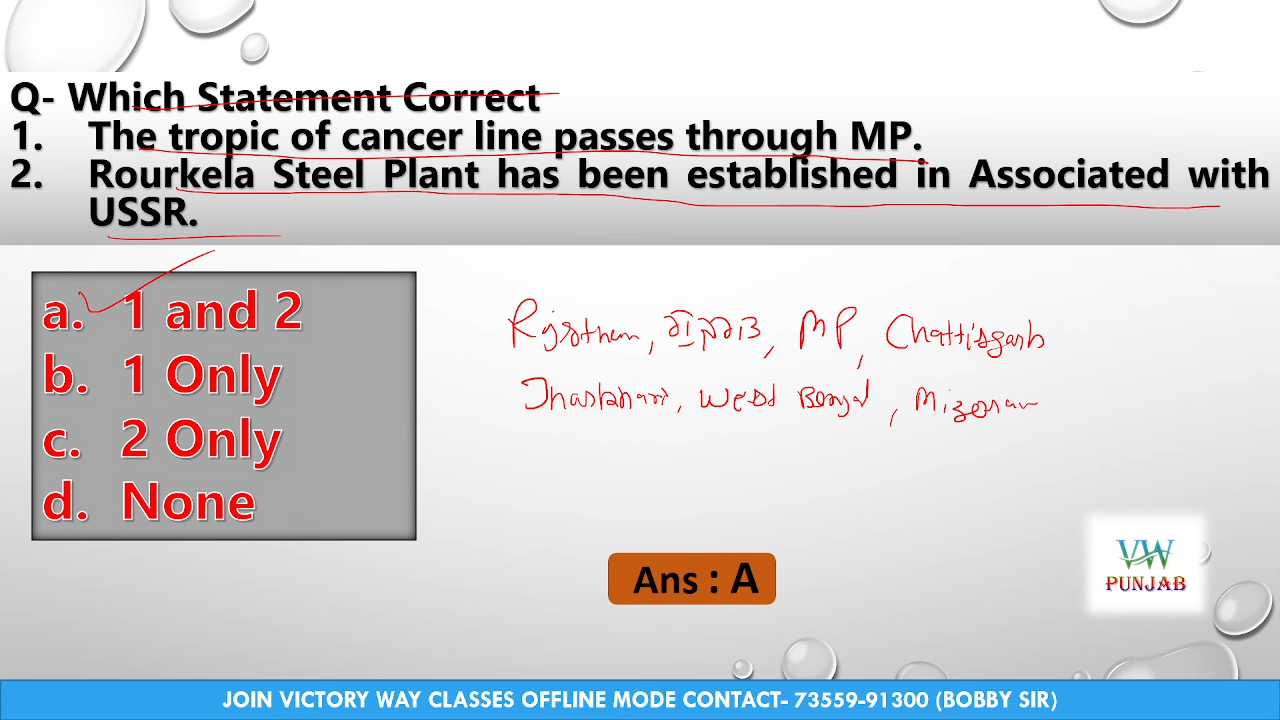 Q- Which Statement Correct
1. The tropic of cancer line passes through MP.
2. Rourkela Steel Plant has been established in Associated with
USSR.
a. 1 and 2
b. 1 Only
c. 2 Only
d. None
Rajasthan, ਗੁਜਰਾਤ, MP, Chattisgarh
Jharkhand, West Bengal, Mizoram
Ans : A
VW
PUNJAB
JOIN VICTORY WAY CLASSES OFFLINE MODE CONTACT- 73559-91300 (BOBBY SIR)